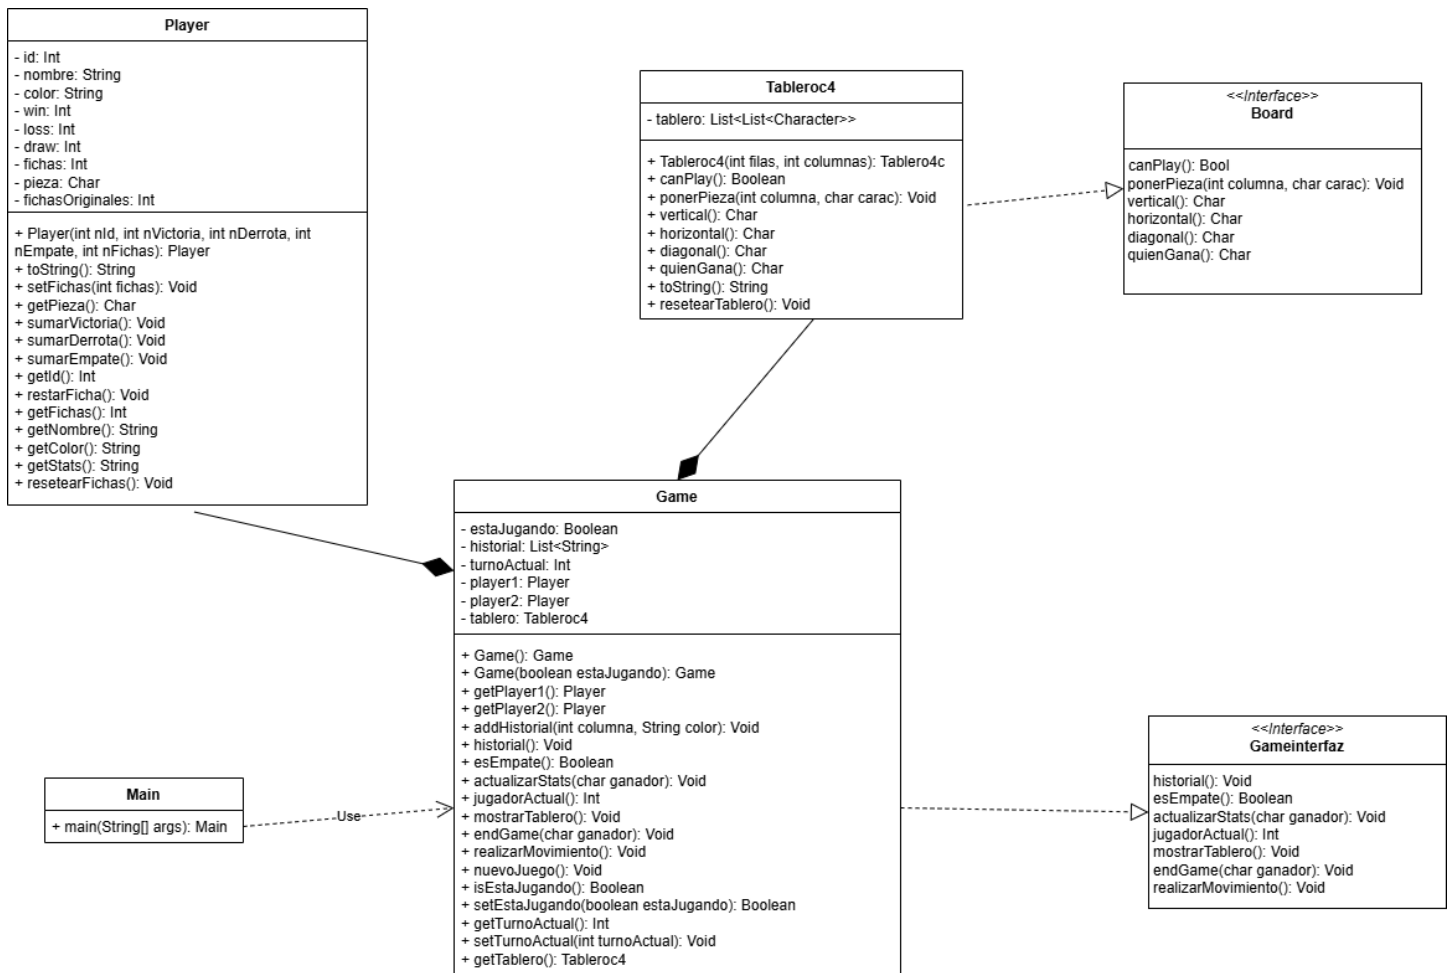 Player
- id: Int
- nombre: String
- color: String
- win: Int
- loss: Int
- draw: Int
- fichas: Int
- pieza: Char
- fichasOriginales: Int
+ Player(int nId, int nVictoria, int nDerrota, int
nEmpate, int nFichas): Player
+ toString(): String
+ setFichas(int fichas): Void
+ getPieza(): Char
+ sumarVictoria(): Void
+ sumarDerrota(): Void
+ sumarEmpate(): Void
+ getId(): Int
+ restarFicha(): Void
+ getFichas(): Int
+ getNombre(): String
+ getColor(): String
+ getStats(): String
+ resetearFichas(): Void
Tableroc4
- tablero: List<List<Character>>
+ Tableroc4(int filas, int columnas): Tablero4c
+ canPlay(): Boolean
+ ponerPieza(int columna, char carac): Void
+ vertical(): Char
+ horizontal(): Char
+ diagonal(): Char
+ quienGana(): Char
+ toString(): String
+ resetearTablero(): Void
<<Interface>>
Board
canPlay(): Bool
ponerPieza(int columna, char carac): Void
vertical(): Char
horizontal(): Char
diagonal(): Char
quienGana(): Char
Game
- estaJugando: Boolean
- historial: List<String>
- turnoActual: Int
- player1: Player
- player2: Player
- tablero: Tableroc4
+ Game(): Game
+ Game(boolean estaJugando): Game
+ getPlayer1(): Player
+ getPlayer2(): Player
+ addHistorial(int columna, String color): Void
+ historial(): Void
+ esEmpate(): Boolean
+ actualizarStats(char ganador): Void
+ jugadorActual(): Int
+ mostrarTablero(): Void
+ endGame(char ganador): Void
+ realizarMovimiento(): Void
+ nuevoJuego(): Void
+ isEstaJugando(): Boolean
+ setEstaJugando(boolean estaJugando): Boolean
+ getTurnoActual(): Int
+ setTurnoActual(int turnoActual): Void
+ getTablero(): Tableroc4
Main
+ main(String[] args): Main
Use
<<Interface>>
Gameinterfaz
historial(): Void
esEmpate(): Boolean
actualizarStats(char ganador): Void
jugadorActual(): Int
mostrarTablero(): Void
endGame(char ganador): Void
realizarMovimiento(): Void